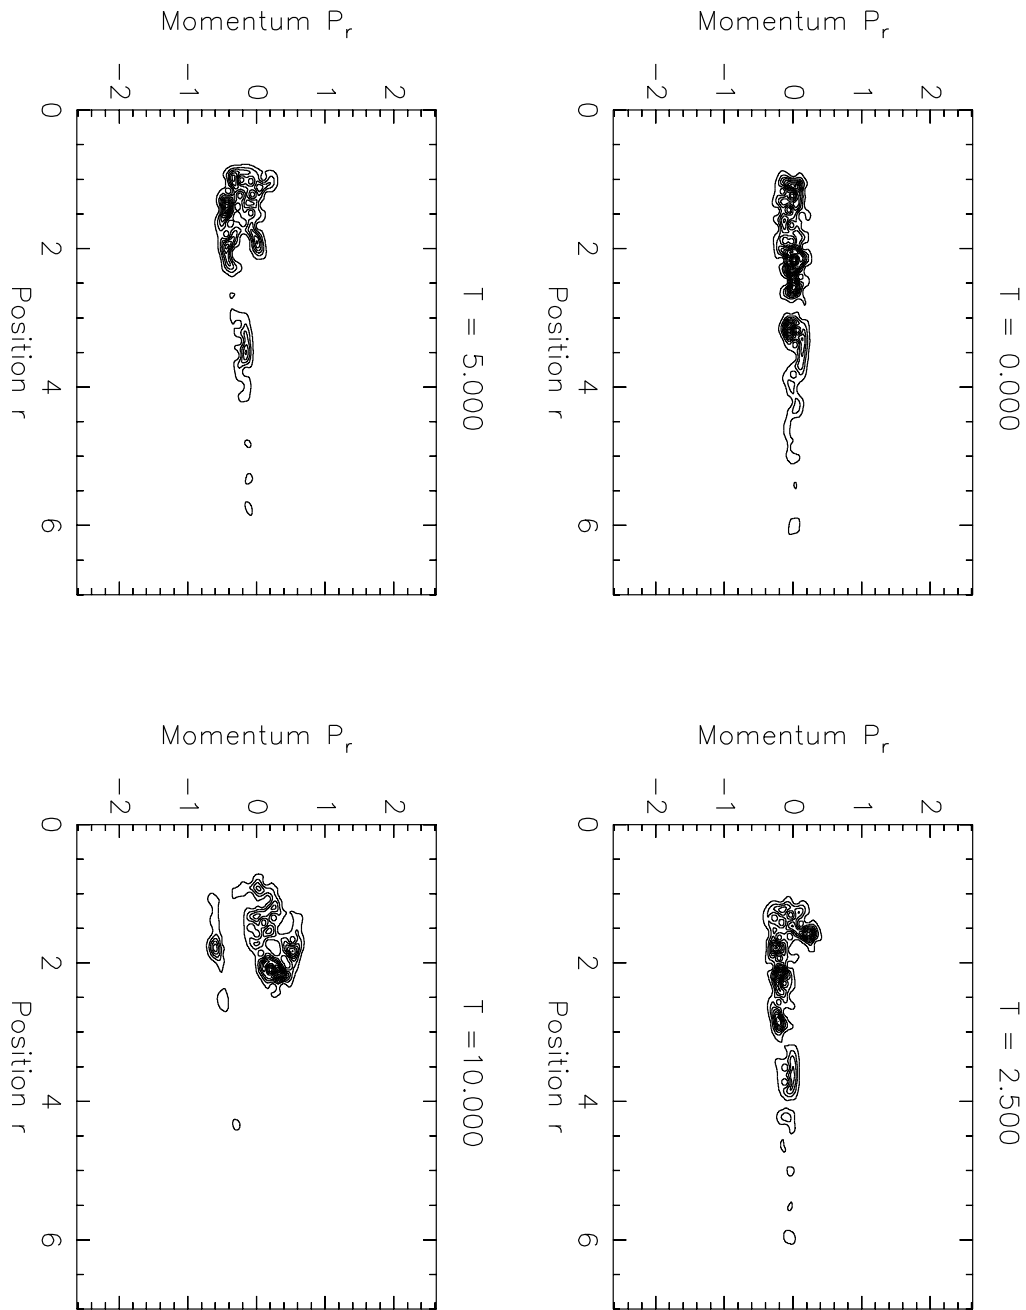 T = 0.000
Momentum P_r
2
1
0
−1
−2
0 2 4 6
Position r
T = 2.500
Momentum P_r
2
1
0
−1
−2
0 2 4 6
Position r
T = 5.000
Momentum P_r
2
1
0
−1
−2
0 2 4 6
Position r
T =10.000
Momentum P_r
2
1
0
−1
−2
0 2 4 6
Position r